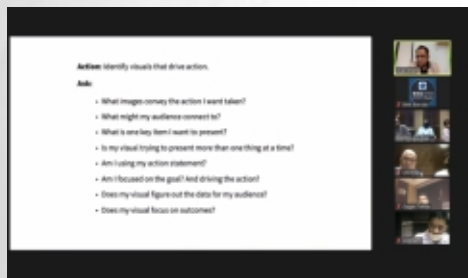 Action: Identify visuals that drive action.
Ask:
• What images convey the action I want taken?
• What might my audience connect to?
• What is one key item I want to present?
• Is my visual trying to present more than one thing at a time?
• Am I using my action statement?
• Am I focused on the goal? And driving the action?
• Does my visual figure out the data for my audience?
• Does my visual focus on outcomes?